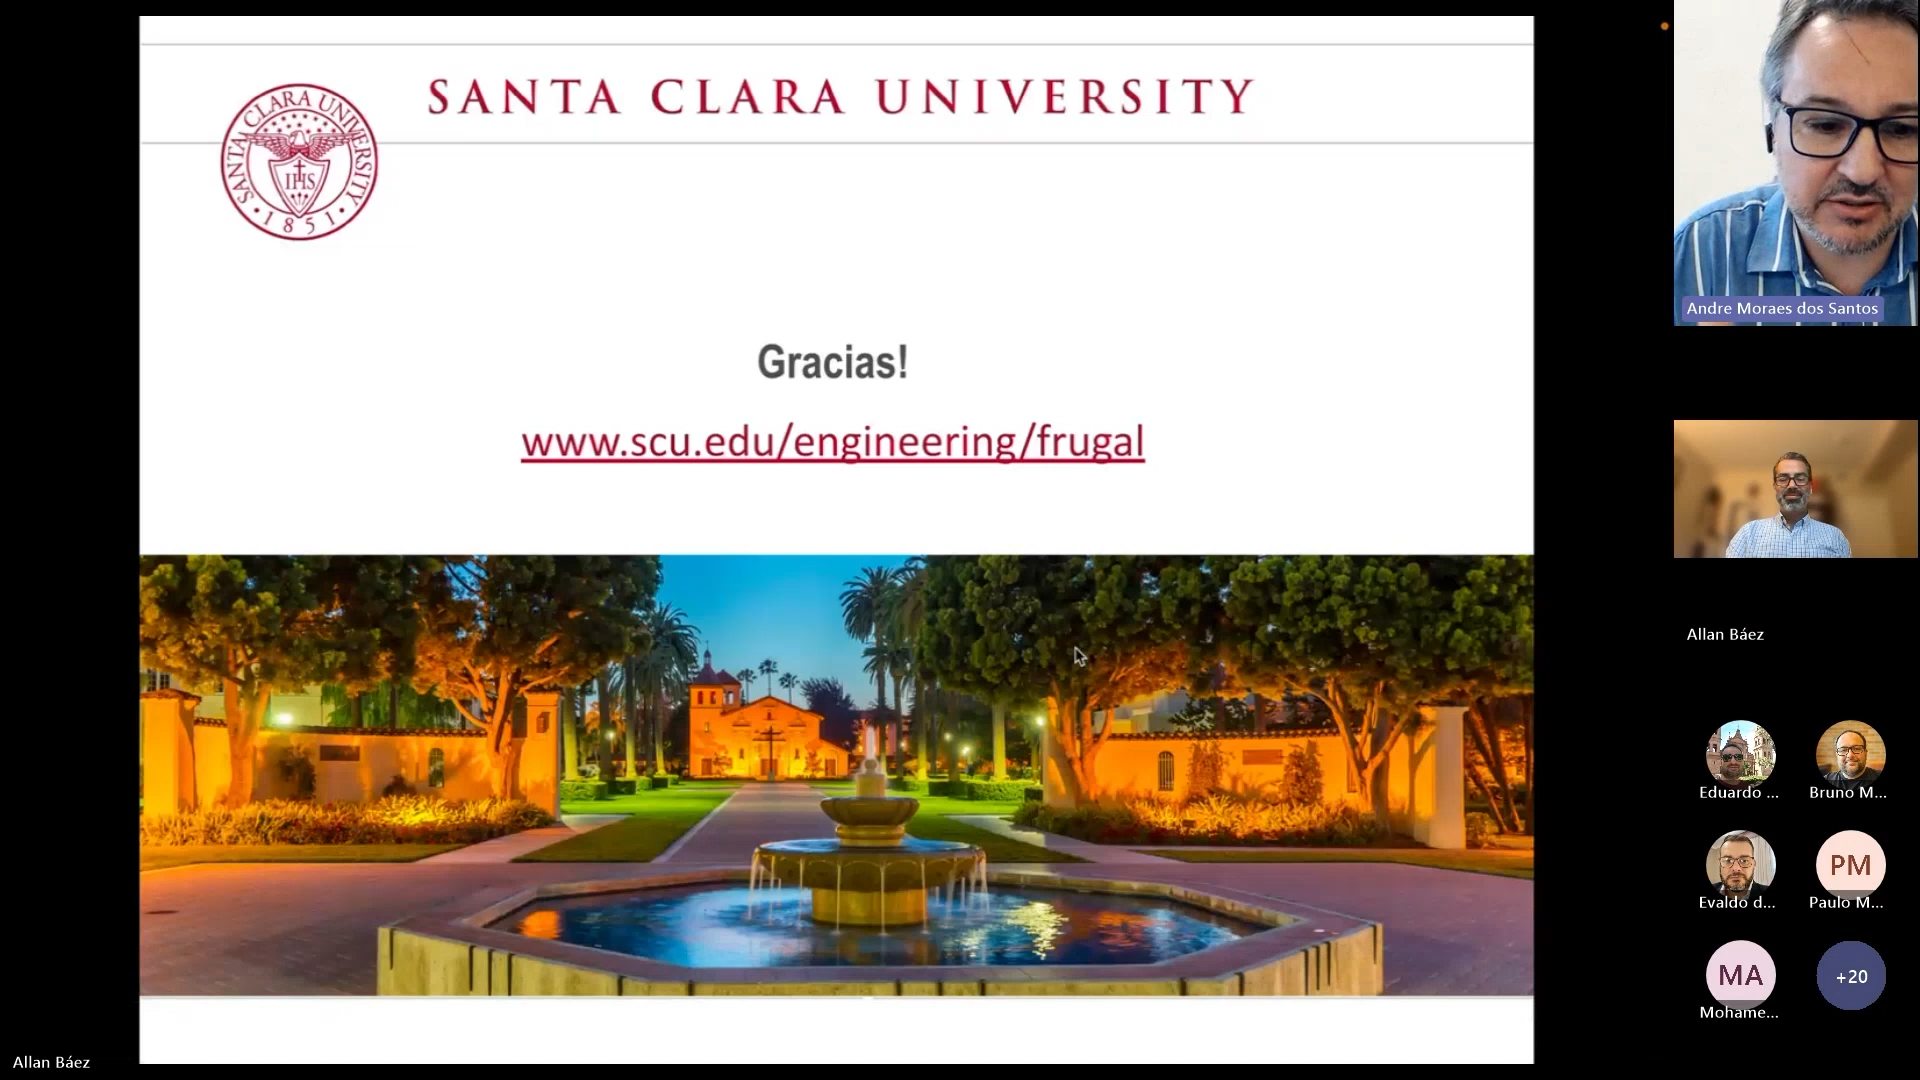 SANTA CLARA UNIVERSITY
SANTA CLARA UNIVERSITY
IHS
1851
Gracias!
www.scu.edu/engineering/frugal
Andre Moraes dos Santos
Allan Báez
Eduardo ...
Bruno M...
Evaldo d...
PM
Paulo M...
MA
Mohame...
+20
Allan Báez